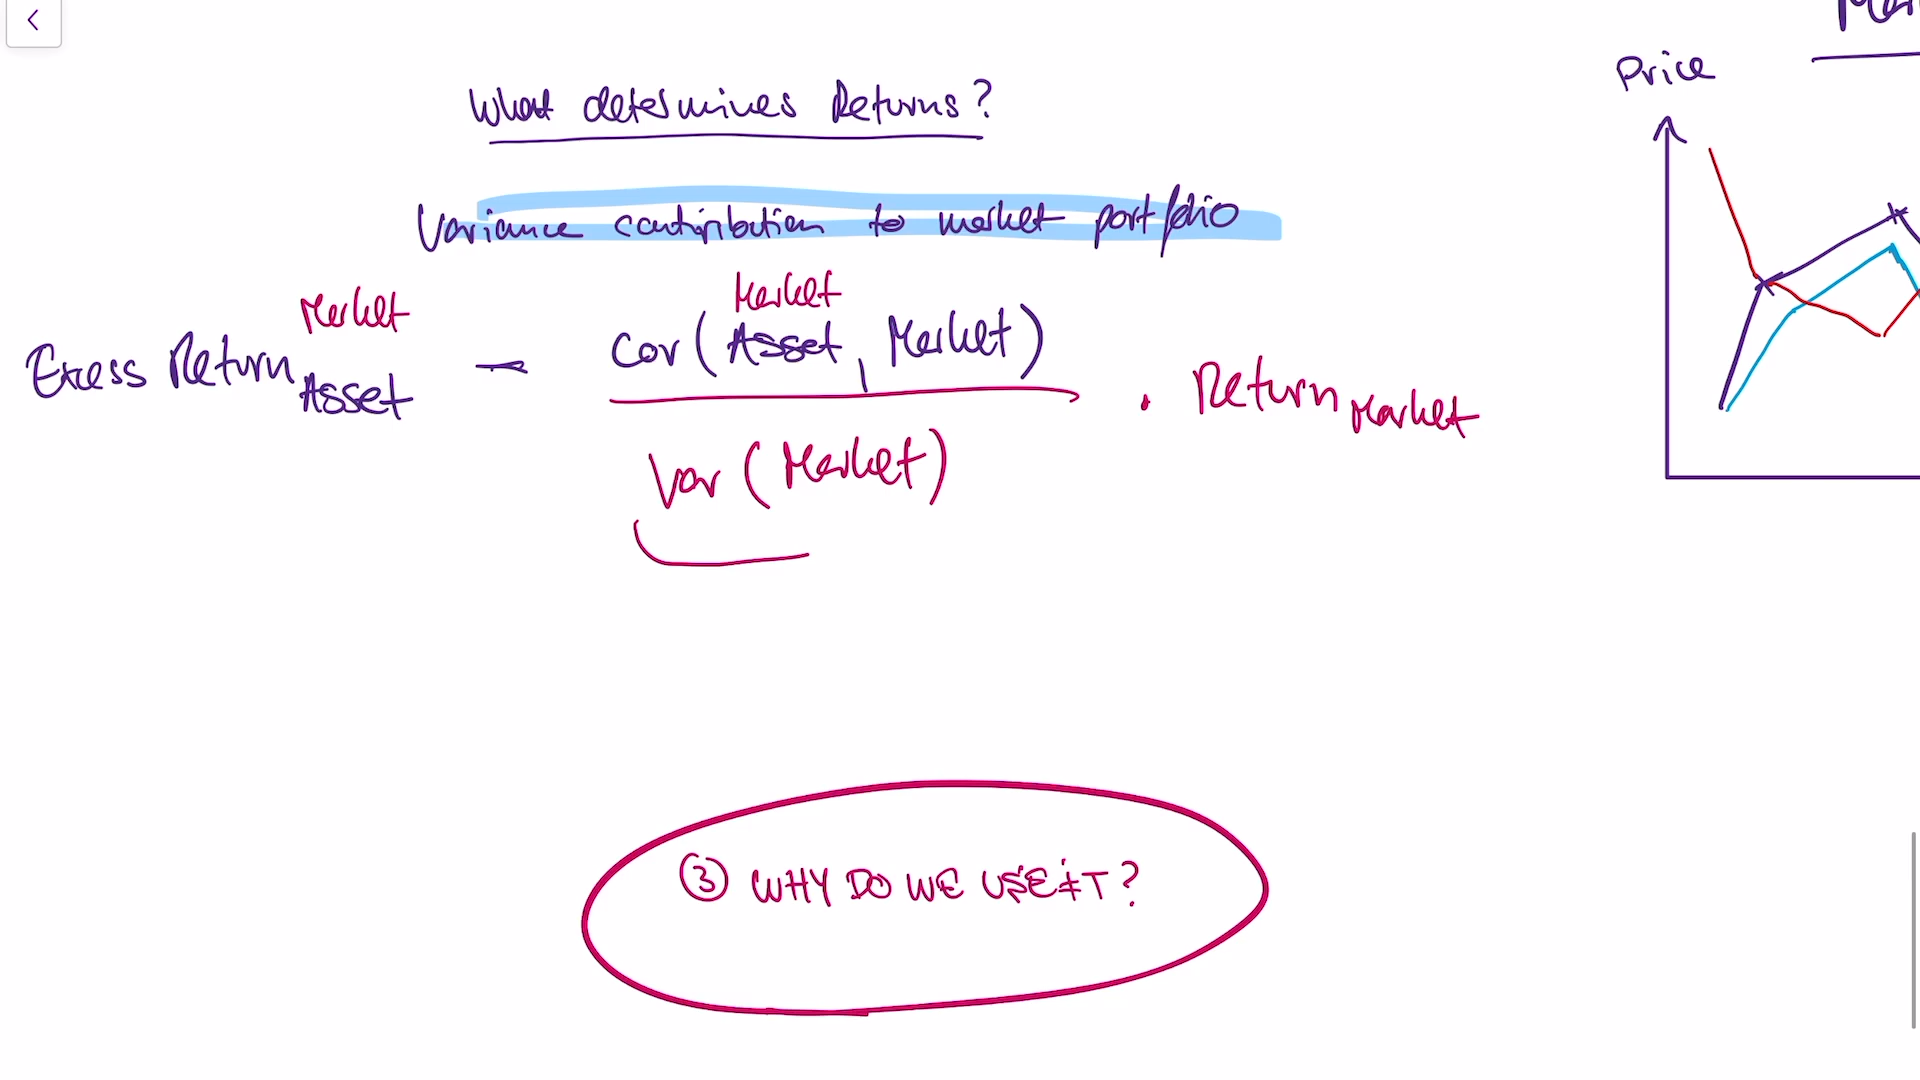 What determines Returns?
Variance contribution to market portfolio
Market
Excess Return Asset = Cov(Asset, Market)
Market
Var (Market)
· Return Market
Price
③ WHY DO WE USE IT?